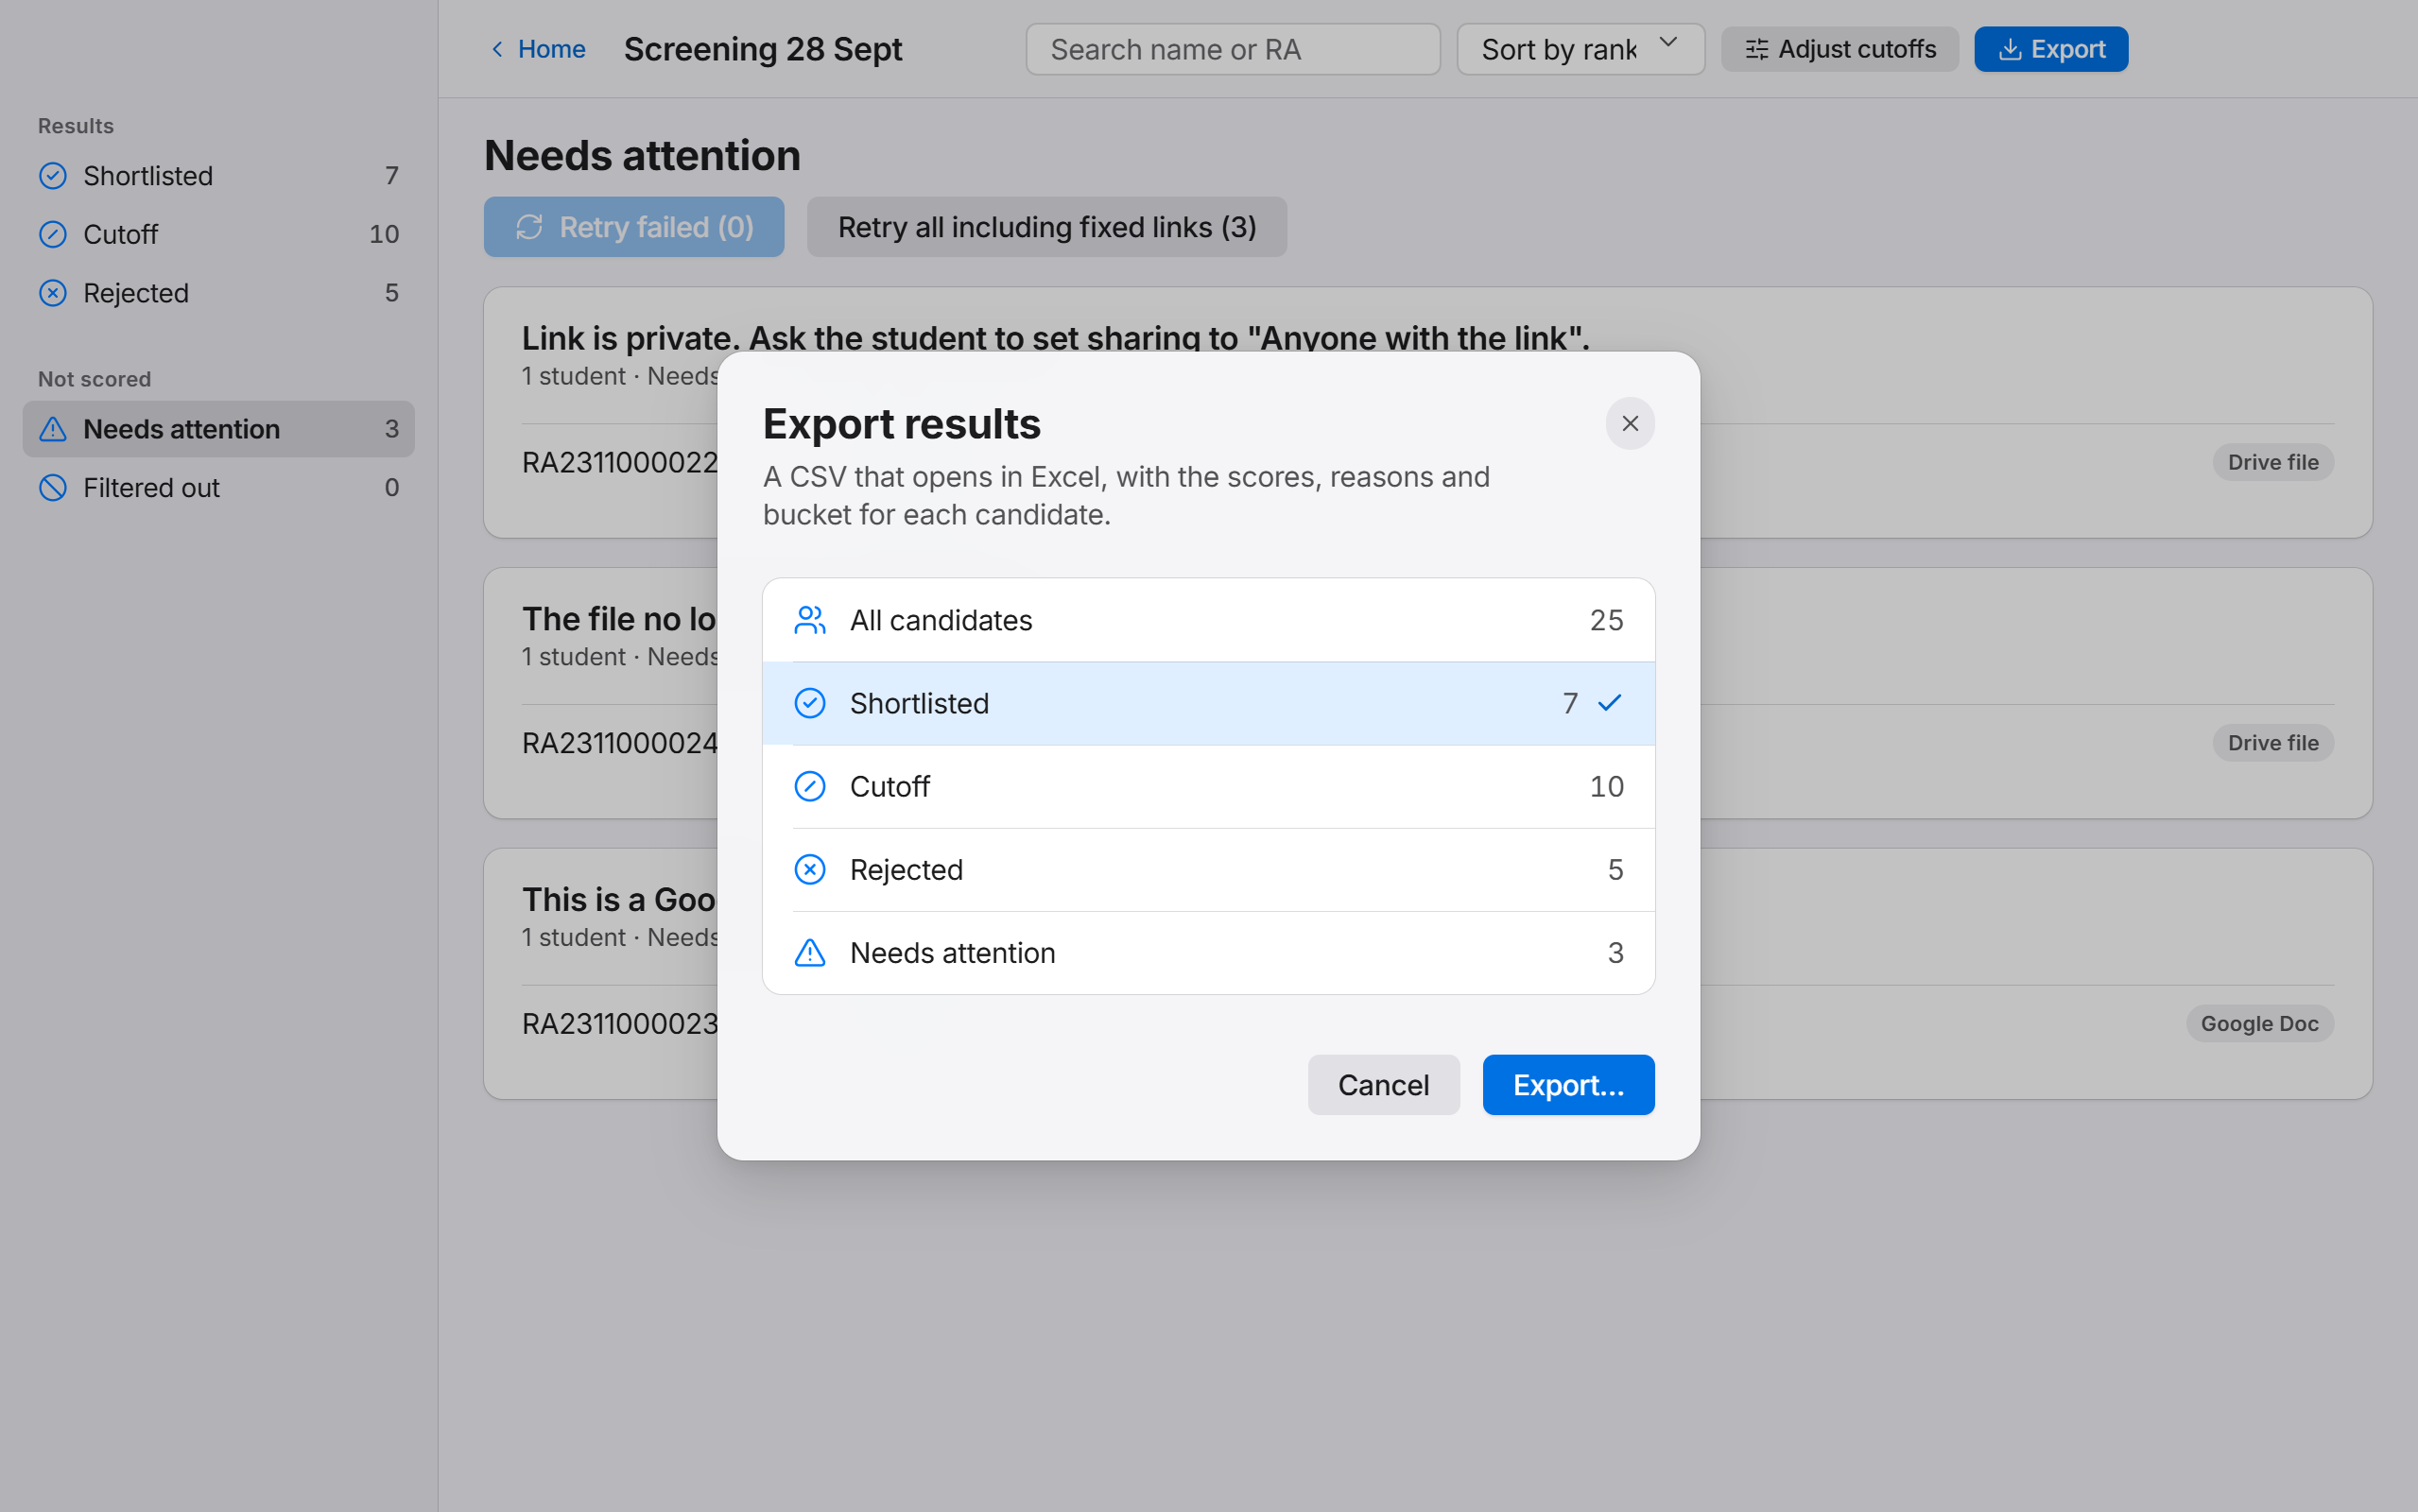 Home
Screening 28 Sept
Search name or RA
Sort by rank
Adjust cutoffs
Export
Results
Shortlisted 7
Cutoff 10
Rejected 5
Not scored
Needs attention 3
Filtered out 0
Needs attention
Retry failed (0)
Retry all including fixed links (3)
Link is private. Ask the student to set sharing to "Anyone with the link".
1 student · Needs
RA2311000022
Drive file
The file no lo
1 student · Needs
RA2311000024
Drive file
This is a Goo
1 student · Needs
RA2311000023
Google Doc
Export results
A CSV that opens in Excel, with the scores, reasons and
bucket for each candidate.
All candidates 25
Shortlisted 7
Cutoff 10
Rejected 5
Needs attention 3
Cancel
Export...